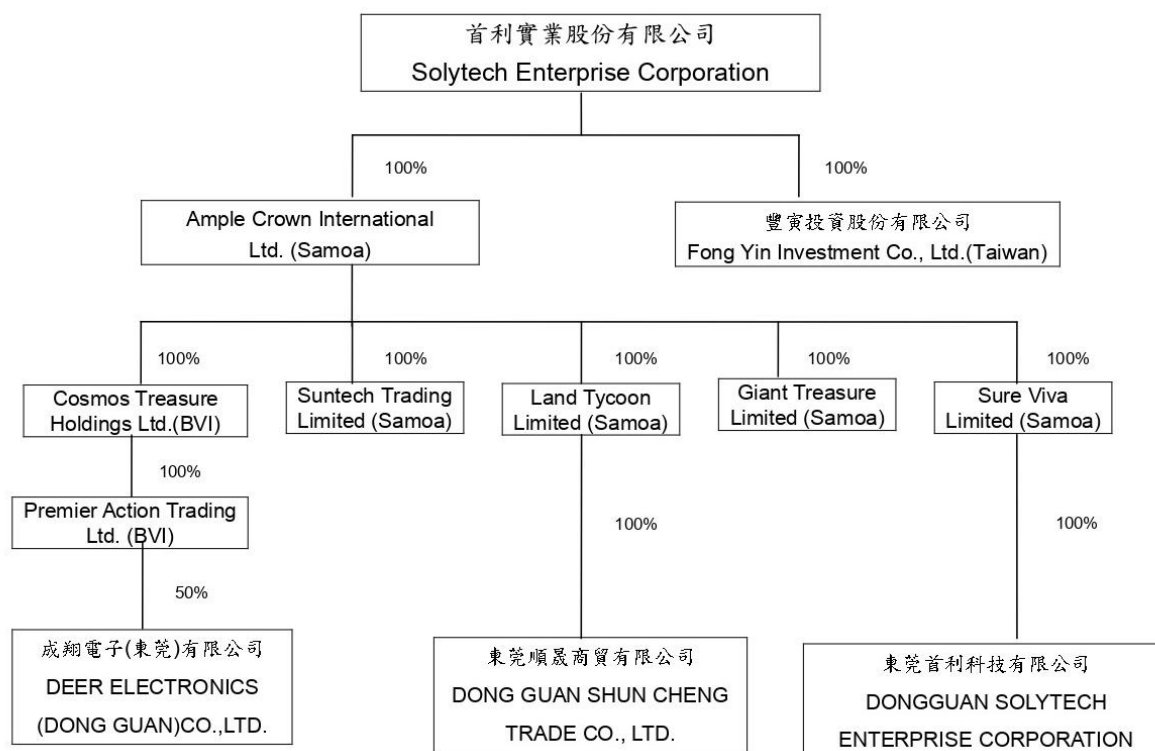 首利實業股份有限公司
Solytech Enterprise Corporation
100%
100%
Ample Crown International
Ltd. (Samoa)
豐寅投資股份有限公司
Fong Yin Investment Co., Ltd.(Taiwan)
100%
100%
100%
100%
100%
Cosmos Treasure
Holdings Ltd.(BVI)
Suntech Trading
Limited (Samoa)
Land Tycoon
Limited (Samoa)
Giant Treasure
Limited (Samoa)
Sure Viva
Limited (Samoa)
100%
Premier Action Trading
Ltd. (BVI)
100%
100%
50%
成翔電子(東莞)有限公司
DEER ELECTRONICS
(DONG GUAN)CO.,LTD.
東莞順晟商貿有限公司
DONG GUAN SHUN CHENG
TRADE CO., LTD.
東莞首利科技有限公司
DONGGUAN SOLYTECH
ENTERPRISE CORPORATION